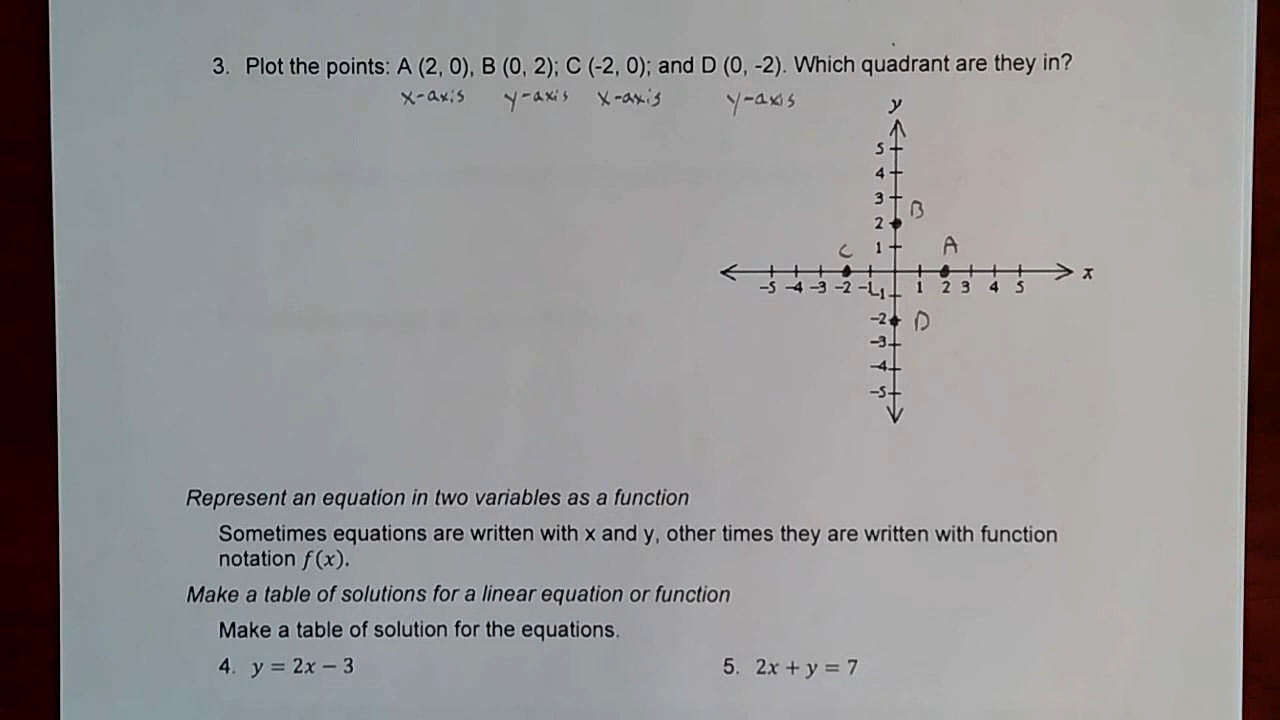 3. Plot the points: A (2, 0), B (0, 2); C (-2, 0); and D (0, -2). Which quadrant are they in?
x-axis y-axis x-axis y-axis
y
5
4
3
B
2
C 1 A
x
-5 -4 -3 -2 -1 1 2 3 4 5
-1
-2 D
-3
-4
-5
Represent an equation in two variables as a function
Sometimes equations are written with x and y, other times they are written with function
notation f(x).
Make a table of solutions for a linear equation or function
Make a table of solution for the equations.
4. y = 2x − 3 5. 2x + y = 7